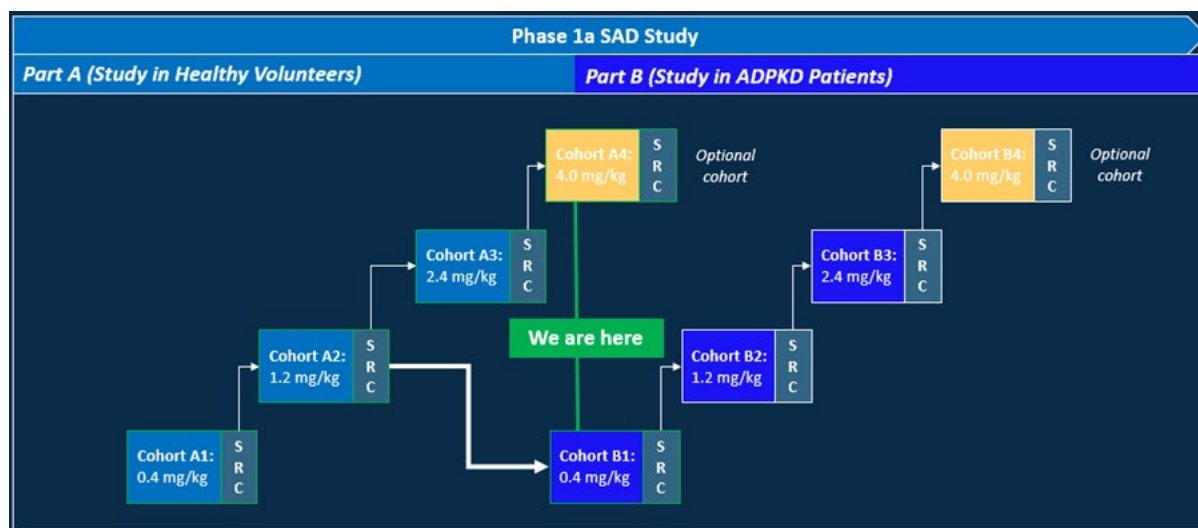 Phase 1a SAD Study
Part A (Study in Healthy Volunteers)
Part B (Study in ADPKD Patients)
Cohort A4:
4.0 mg/kg
S
R
C
Optional
cohort
Cohort B4:
4.0 mg/kg
S
R
C
Optional
cohort
Cohort A3:
2.4 mg/kg
S
R
C
Cohort B3:
2.4 mg/kg
S
R
C
We are here
Cohort A2:
1.2 mg/kg
S
R
C
Cohort B2:
1.2 mg/kg
S
R
C
Cohort A1:
0.4 mg/kg
S
R
C
Cohort B1:
0.4 mg/kg
S
R
C